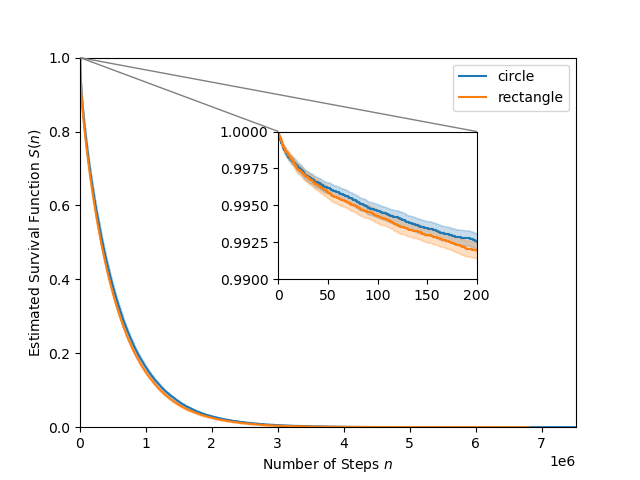 1.0
circle
rectangle
0.8
0.6
0.4
0.2
0.0
Estimated Survival Function S(n)
1.0000
0.9975
0.9950
0.9925
0.9900
0 50 100 150 200
0 1 2 3 4 5 6 7
1e6
Number of Steps n